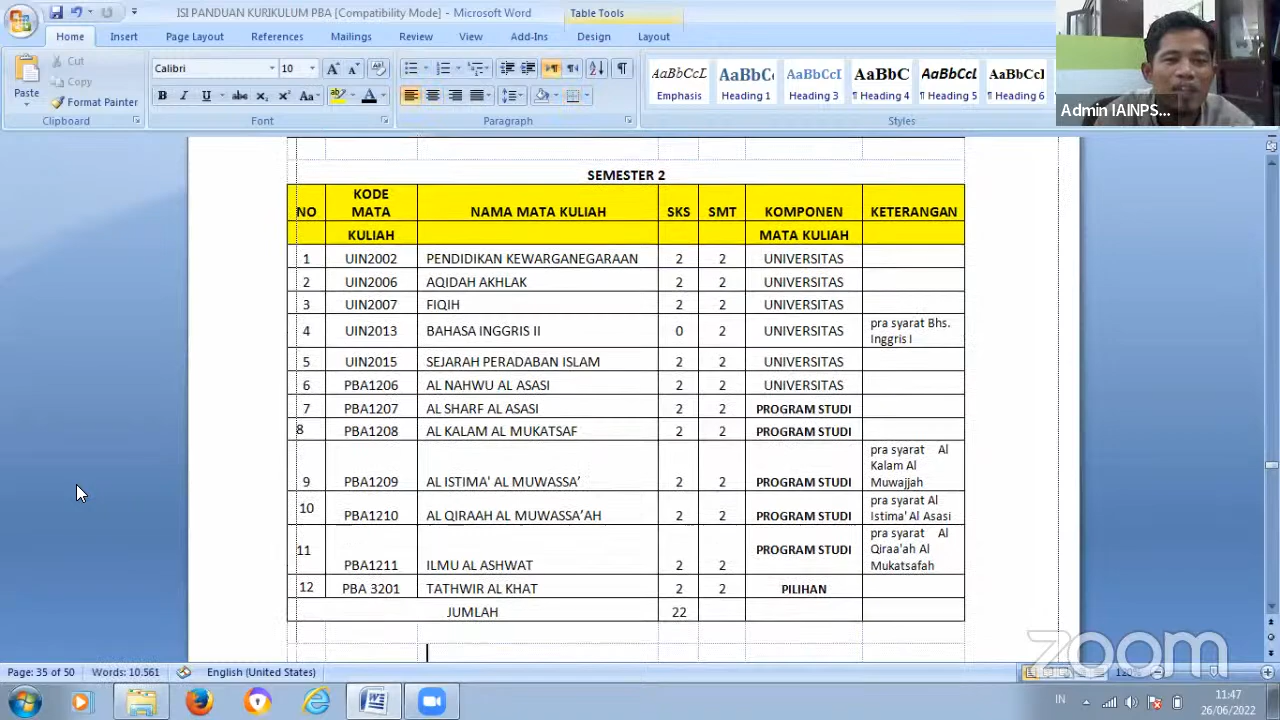 ISI PANDUAN KURIKULUM PBA [Compatibility Mode] - Microsoft Word
Table Tools
Home Insert Page Layout References Mailings Review View Add-Ins Design Layout
Paste
Cut
Copy
Format Painter
Calibri 10
AaBbCcL Emphasis
AaBbCc Heading 1
AaBbCcI Heading 3
AaBbC ¶ Heading 4
AaBbCcI ¶ Heading 5
AaBbCcI ¶ Heading 6
Clipboard Font Paragraph Styles
Admin IAINPS...
SEMESTER 2
NO KODE MATA NAMA MATA KULIAH SKS SMT KOMPONEN KETERANGAN
KULIAH MATA KULIAH
1 UIN2002 PENDIDIKAN KEWARGANEGARAAN 2 2 UNIVERSITAS
2 UIN2006 AQIDAH AKHLAK 2 2 UNIVERSITAS
3 UIN2007 FIQIH 2 2 UNIVERSITAS
4 UIN2013 BAHASA INGGRIS II 0 2 UNIVERSITAS pra syarat Bhs. Inggris I
5 UIN2015 SEJARAH PERADABAN ISLAM 2 2 UNIVERSITAS
6 PBA1206 AL NAHWU AL ASASI 2 2 UNIVERSITAS
7 PBA1207 AL SHARF AL ASASI 2 2 PROGRAM STUDI
8 PBA1208 AL KALAM AL MUKATSAF 2 2 PROGRAM STUDI
9 PBA1209 AL ISTIMA' AL MUWASSA' 2 2 PROGRAM STUDI pra syarat Al Kalam Al Muwajjah
10 PBA1210 AL QIRAAH AL MUWASSA'AH 2 2 PROGRAM STUDI pra syarat Al Istima' Al Asasi
11 PBA1211 ILMU AL ASHWAT 2 2 PROGRAM STUDI pra syarat Al Qiraa'ah Al Mukatsafah
12 PBA 3201 TATHWIR AL KHAT 2 2 PILIHAN
JUMLAH 22
zoom
Page: 35 of 50 Words: 10.561 English (United States)
IN
11:47
26/06/2022